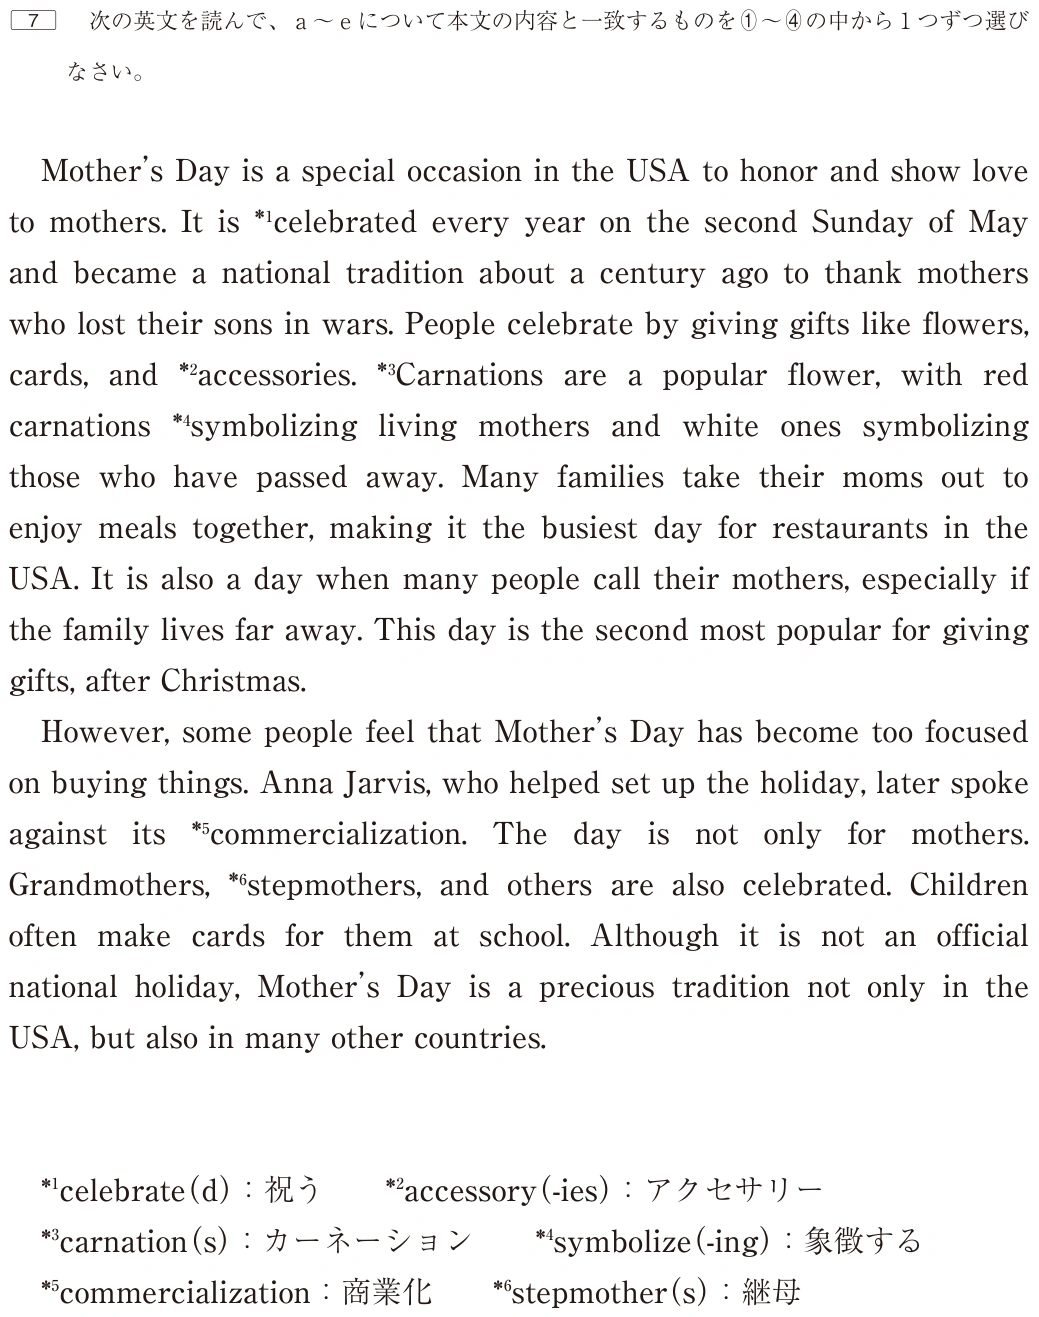 7 次の英文を読んで、a～eについて本文の内容と一致するものを①～④の中から１つずつ選び
なさい。
Mother's Day is a special occasion in the USA to honor and show love
to mothers. It is *1celebrated every year on the second Sunday of May
and became a national tradition about a century ago to thank mothers
who lost their sons in wars. People celebrate by giving gifts like flowers,
cards, and *2accessories. *3Carnations are a popular flower, with red
carnations *4symbolizing living mothers and white ones symbolizing
those who have passed away. Many families take their moms out to
enjoy meals together, making it the busiest day for restaurants in the
USA. It is also a day when many people call their mothers, especially if
the family lives far away. This day is the second most popular for giving
gifts, after Christmas.
However, some people feel that Mother's Day has become too focused
on buying things. Anna Jarvis, who helped set up the holiday, later spoke
against its *5commercialization. The day is not only for mothers.
Grandmothers, *6stepmothers, and others are also celebrated. Children
often make cards for them at school. Although it is not an official
national holiday, Mother's Day is a precious tradition not only in the
USA, but also in many other countries.
*1celebrate(d)：祝う *2accessory(-ies)：アクセサリー
*3carnation(s)：カーネーション *4symbolize(-ing)：象徴する
*5commercialization：商業化 *6stepmother(s)：継母